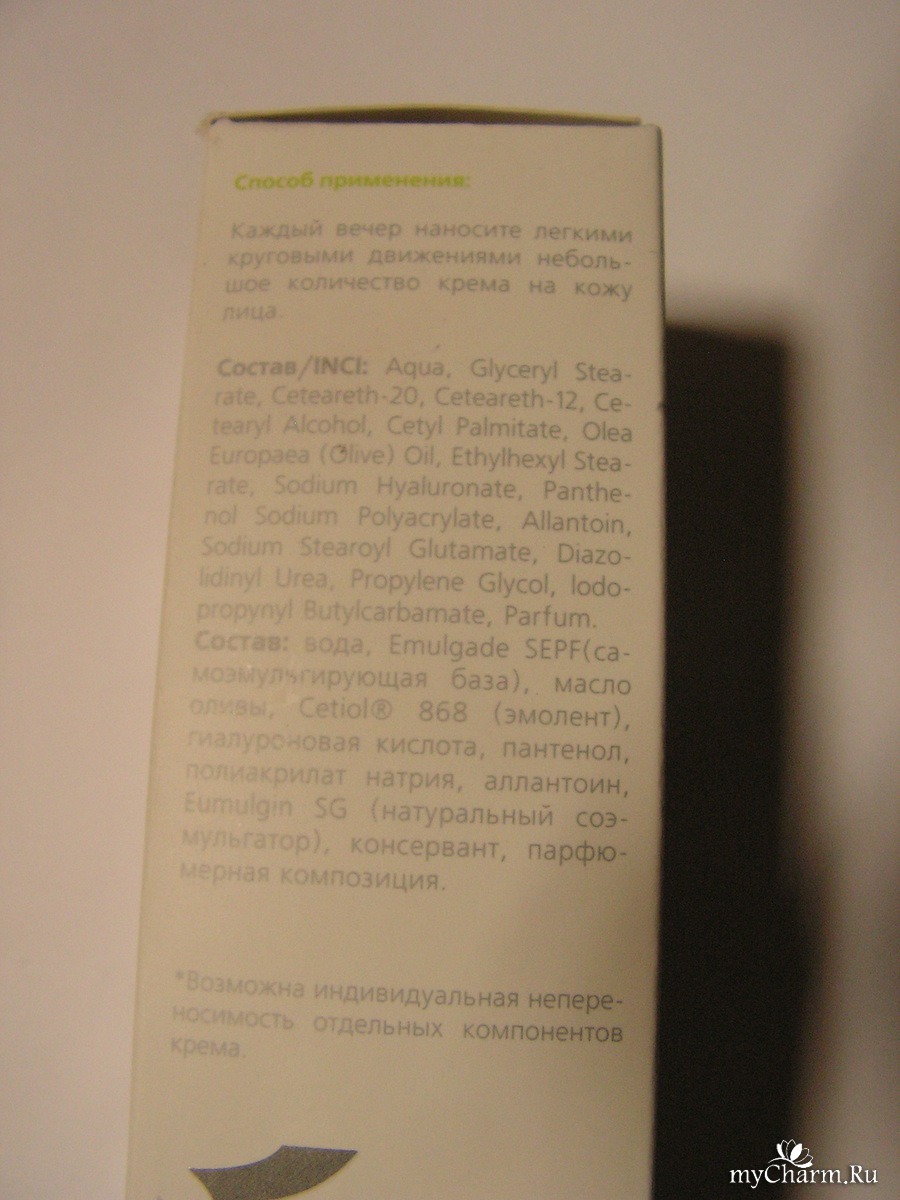 Способ применения:
Каждый вечер наносите легкими
круговыми движениями неболь-
шое количество крема на кожу
лица.
Состав/INCI: Aqua, Glyceryl Stea-
rate, Ceteareth-20, Ceteareth-12, Ce-
tearyl Alcohol, Cetyl Palmitate, Olea
Europaea (Olive) Oil, Ethylhexyl Stea-
rate, Sodium Hyaluronate, Panthe-
nol Sodium Polyacrylate, Allantoin,
Sodium Stearoyl Glutamate, Diazo-
lidinyl Urea, Propylene Glycol, Iodo-
propynyl Butylcarbamate, Parfum.
Состав: вода, Emulgade SEPF(са-
моэмульгирующая база), масло
оливы, Cetiol® 868 (эмолент),
гиалуроновая кислота, пантенол,
полиакрилат натрия, аллантоин,
Eumulgin SG (натуральный соэ-
мульгатор), консервант, парфю-
мерная композиция.
*Возможна индивидуальная непере-
носимость отдельных компонентов
крема.
myCharm.Ru